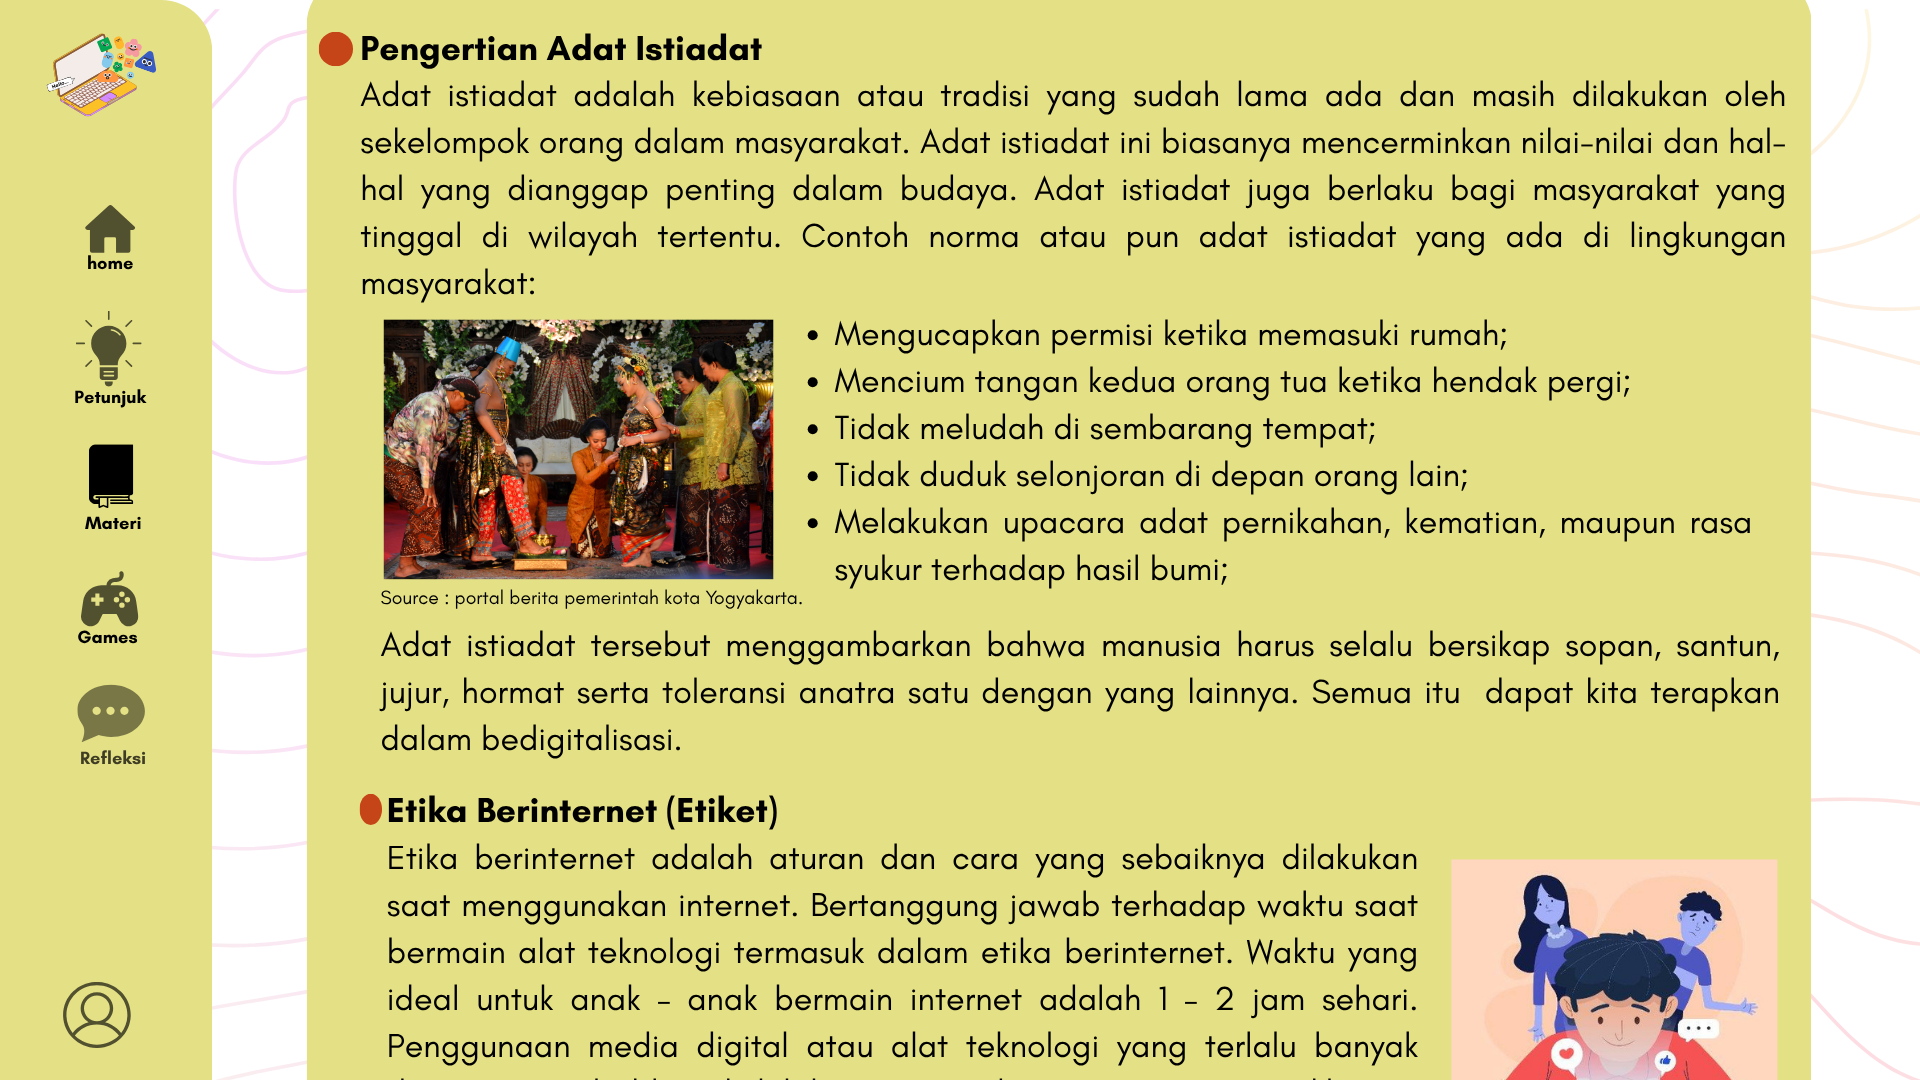 Pengertian Adat Istiadat
Adat istiadat adalah kebiasaan atau tradisi yang sudah lama ada dan masih dilakukan oleh
sekelompok orang dalam masyarakat. Adat istiadat ini biasanya mencerminkan nilai-nilai dan hal-
hal yang dianggap penting dalam budaya. Adat istiadat juga berlaku bagi masyarakat yang
tinggal di wilayah tertentu. Contoh norma atau pun adat istiadat yang ada di lingkungan
masyarakat:
home
Petunjuk
Materi
Games
Refleksi
• Mengucapkan permisi ketika memasuki rumah;
• Mencium tangan kedua orang tua ketika hendak pergi;
• Tidak meludah di sembarang tempat;
• Tidak duduk selonjoran di depan orang lain;
• Melakukan upacara adat pernikahan, kematian, maupun rasa
syukur terhadap hasil bumi;
Source : portal berita pemerintah kota Yogyakarta.
Adat istiadat tersebut menggambarkan bahwa manusia harus selalu bersikap sopan, santun,
jujur, hormat serta toleransi anatra satu dengan yang lainnya. Semua itu dapat kita terapkan
dalam bedigitalisasi.
Etika Berinternet (Etiket)
Etika berinternet adalah aturan dan cara yang sebaiknya dilakukan
saat menggunakan internet. Bertanggung jawab terhadap waktu saat
bermain alat teknologi termasuk dalam etika berinternet. Waktu yang
ideal untuk anak - anak bermain internet adalah 1 - 2 jam sehari.
Penggunaan media digital atau alat teknologi yang terlalu banyak